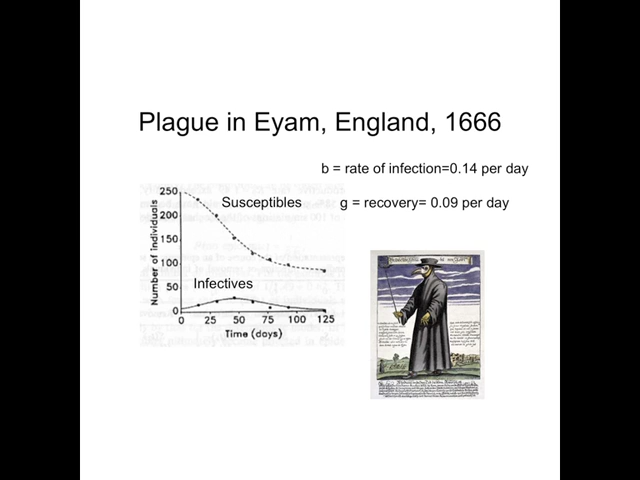 Plague in Eyam, England, 1666
b = rate of infection=0.14 per day
g = recovery= 0.09 per day
Susceptibles
Infectives
Number of individuals
250
200
150
100
50
0
0 25 50 75 100 125
Time (days)